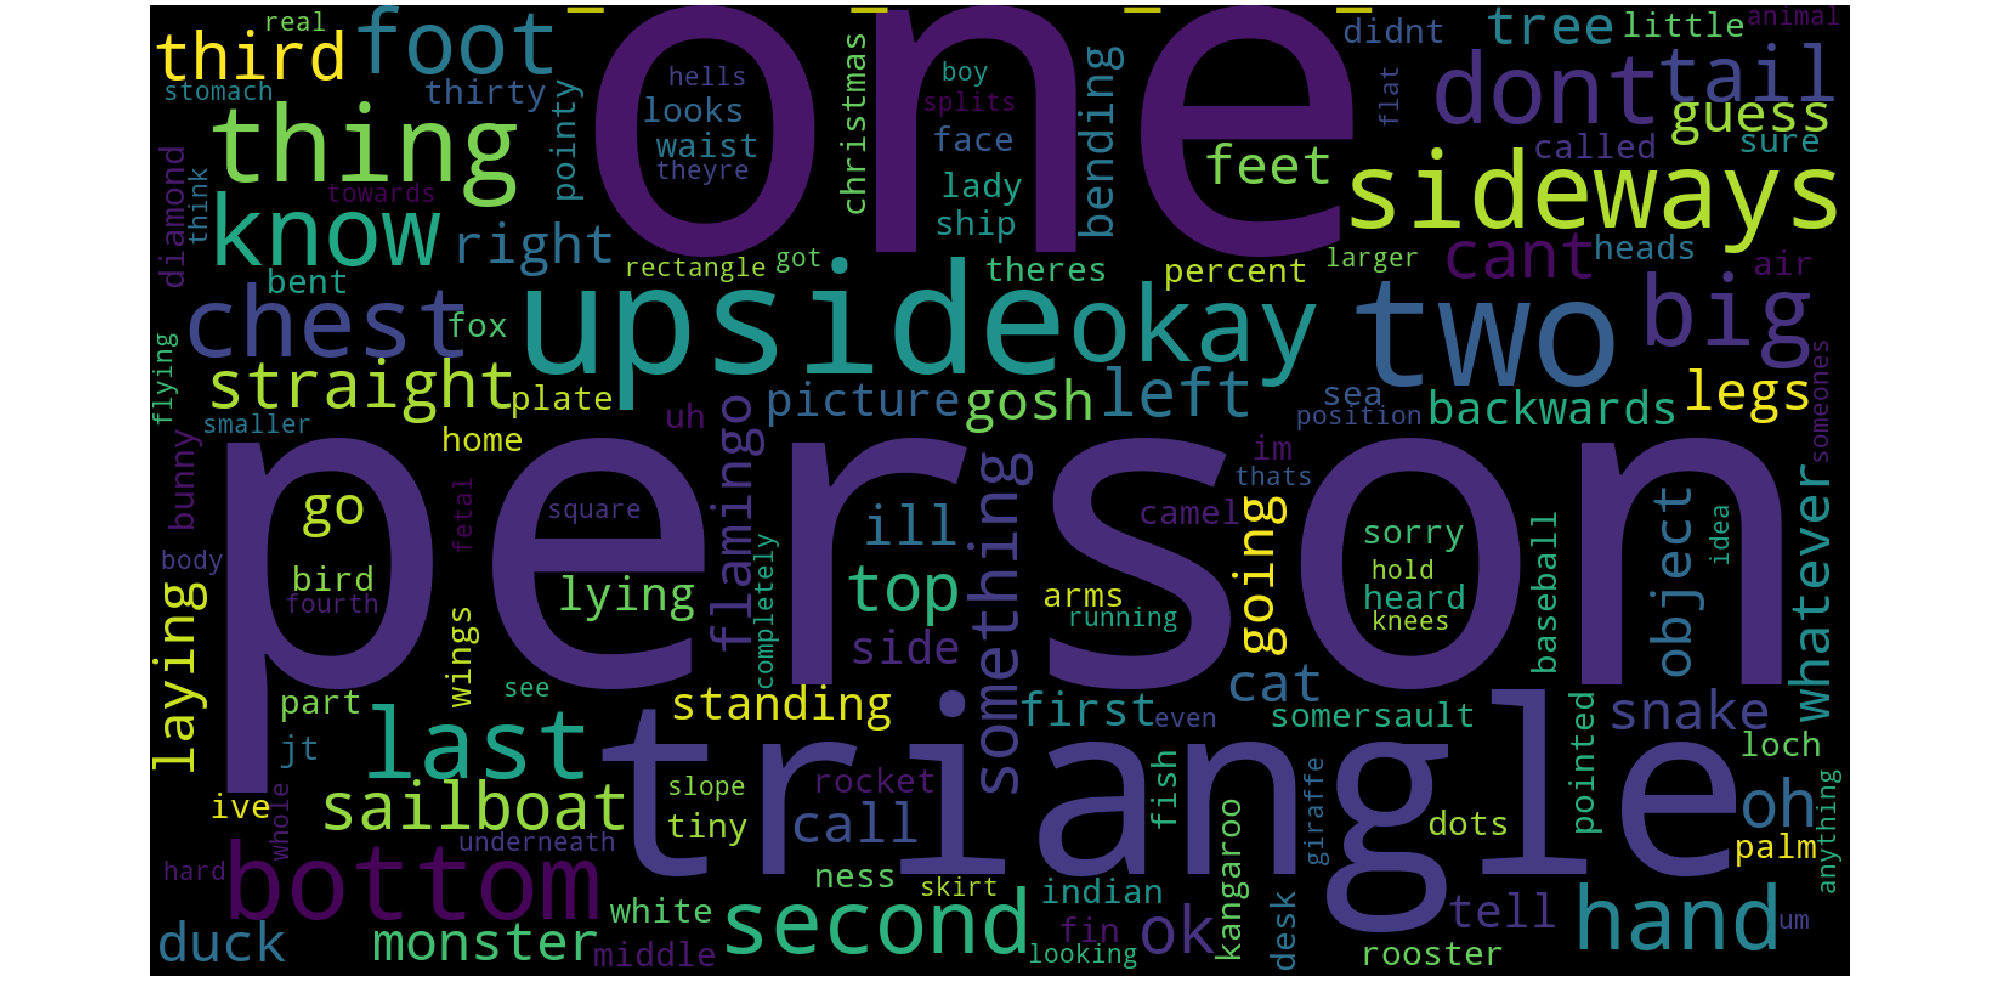 real
third
foot
one
christmas
bending
didnt
tree
little
animal
stomach
thirty
pointy
hells
looks
waist
theyre
boy
splits
face
lady
ship
feet
flat
dont
tail
guess
called
sure
thing
diamond
think
towards
know
right
sideways
bent
rectangle
got
theres
percent
larger
cant
heads
air
chest
fox
upside
okay
two
big
flying
straight
plate
picture
gosh
left
sea
position
backwards
legs
someones
smaller
home
uh
flamingo
im
thats
bunny
person
go
fetal
square
ill
something
camel
going
sorry
hold
heard
knees
baseball
object
idea
whatever
body
bird
fourth
lying
completely
top
arms
running
laying
wings
side
part
see
standing
first
even
cat
somersault
pointed
snake
jt
last
triangle
loch
ive
whole
sailboat
slope
tiny
rocket
call
fish
giraffe
dots
oh
anything
palm
underneath
hard
bottom
ness
skirt
indian
kangaroo
desk
tell
hand
um
duck
monster
white
middle
second
looking
fin
ok
rooster